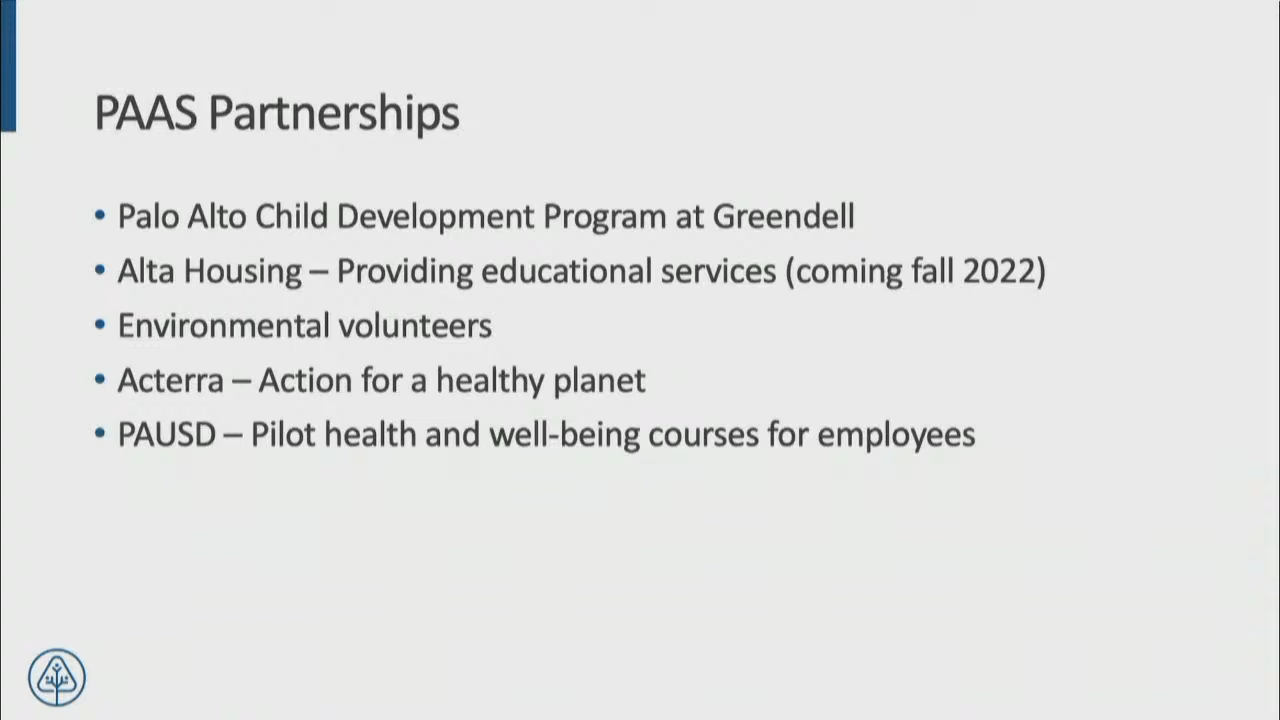 PAAS Partnerships
• Palo Alto Child Development Program at Greendell
• Alta Housing – Providing educational services (coming fall 2022)
• Environmental volunteers
• Acterra – Action for a healthy planet
• PAUSD – Pilot health and well-being courses for employees